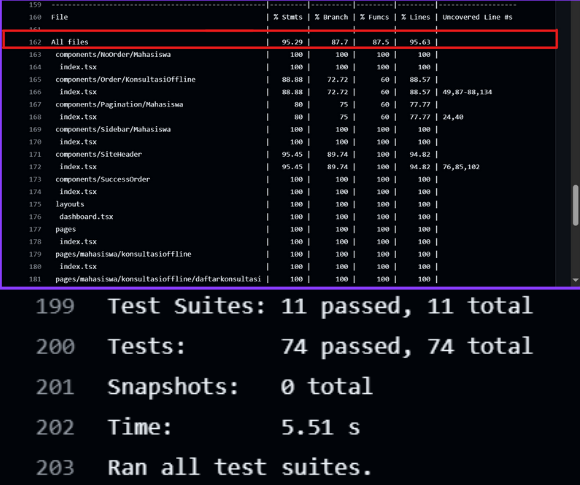 159 ---------------------------------------------|---------|----------|---------|---------|-------------------
160 File | % Stmts | % Branch | % Funcs | % Lines | Uncovered Line #s
162 All files | 95.29 | 87.7 | 87.5 | 95.63 |
163 components/NoOrder/Mahasiswa | 100 | 100 | 100 | 100 |
164 index.tsx | 100 | 100 | 100 | 100 |
165 components/Order/KonsultasiOffline | 88.88 | 72.72 | 60 | 88.57 |
166 index.tsx | 88.88 | 72.72 | 60 | 88.57 | 49,87-88,134
167 components/Pagination/Mahasiswa | 80 | 75 | 60 | 77.77 |
168 index.tsx | 80 | 75 | 60 | 77.77 | 24,40
169 components/Sidebar/Mahasiswa | 100 | 100 | 100 | 100 |
170 index.tsx | 100 | 100 | 100 | 100 |
171 components/SiteHeader | 95.45 | 89.74 | 100 | 94.82 |
172 index.tsx | 95.45 | 89.74 | 100 | 94.82 | 76,85,102
173 components/SuccessOrder | 100 | 100 | 100 | 100 |
174 index.tsx | 100 | 100 | 100 | 100 |
175 layouts | 100 | 100 | 100 | 100 |
176 dashboard.tsx | 100 | 100 | 100 | 100 |
177 pages | 100 | 100 | 100 | 100 |
178 index.tsx | 100 | 100 | 100 | 100 |
179 pages/mahasiswa/konsultasioffline | 100 | 100 | 100 | 100 |
180 index.tsx | 100 | 100 | 100 | 100 |
181 pages/mahasiswa/konsultasioffline/daftarkonsultasi | 100 | 100 | 100 | 100 |
199 Test Suites: 11 passed, 11 total
200 Tests: 74 passed, 74 total
201 Snapshots: 0 total
202 Time: 5.51 s
203 Ran all test suites.